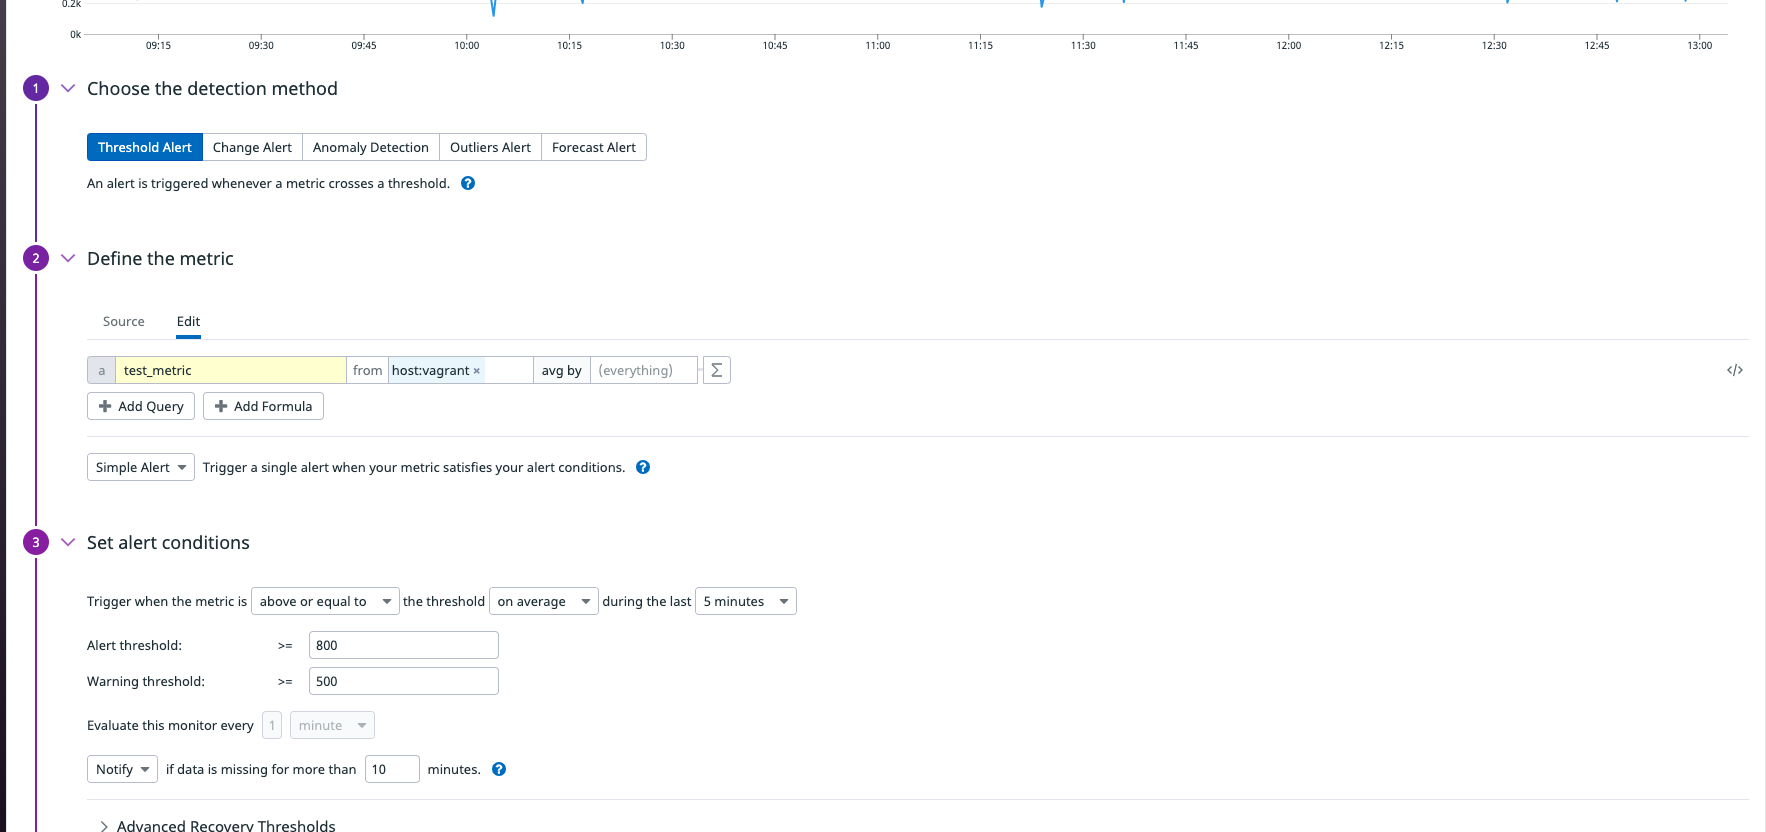 0.2k
0k
09:15 09:30 09:45 10:00 10:15 10:30 10:45 11:00 11:15 11:30 11:45 12:00 12:15 12:30 12:45 13:00
1 Choose the detection method
Threshold Alert Change Alert Anomaly Detection Outliers Alert Forecast Alert
An alert is triggered whenever a metric crosses a threshold. ?
2 Define the metric
Source Edit
a test_metric from host:vagrant × avg by (everything) Σ </>
+ Add Query + Add Formula
Simple Alert Trigger a single alert when your metric satisfies your alert conditions. ?
3 Set alert conditions
Trigger when the metric is above or equal to the threshold on average during the last 5 minutes
Alert threshold: >= 800
Warning threshold: >= 500
Evaluate this monitor every 1 minute
Notify if data is missing for more than 10 minutes. ?
Advanced Recovery Thresholds